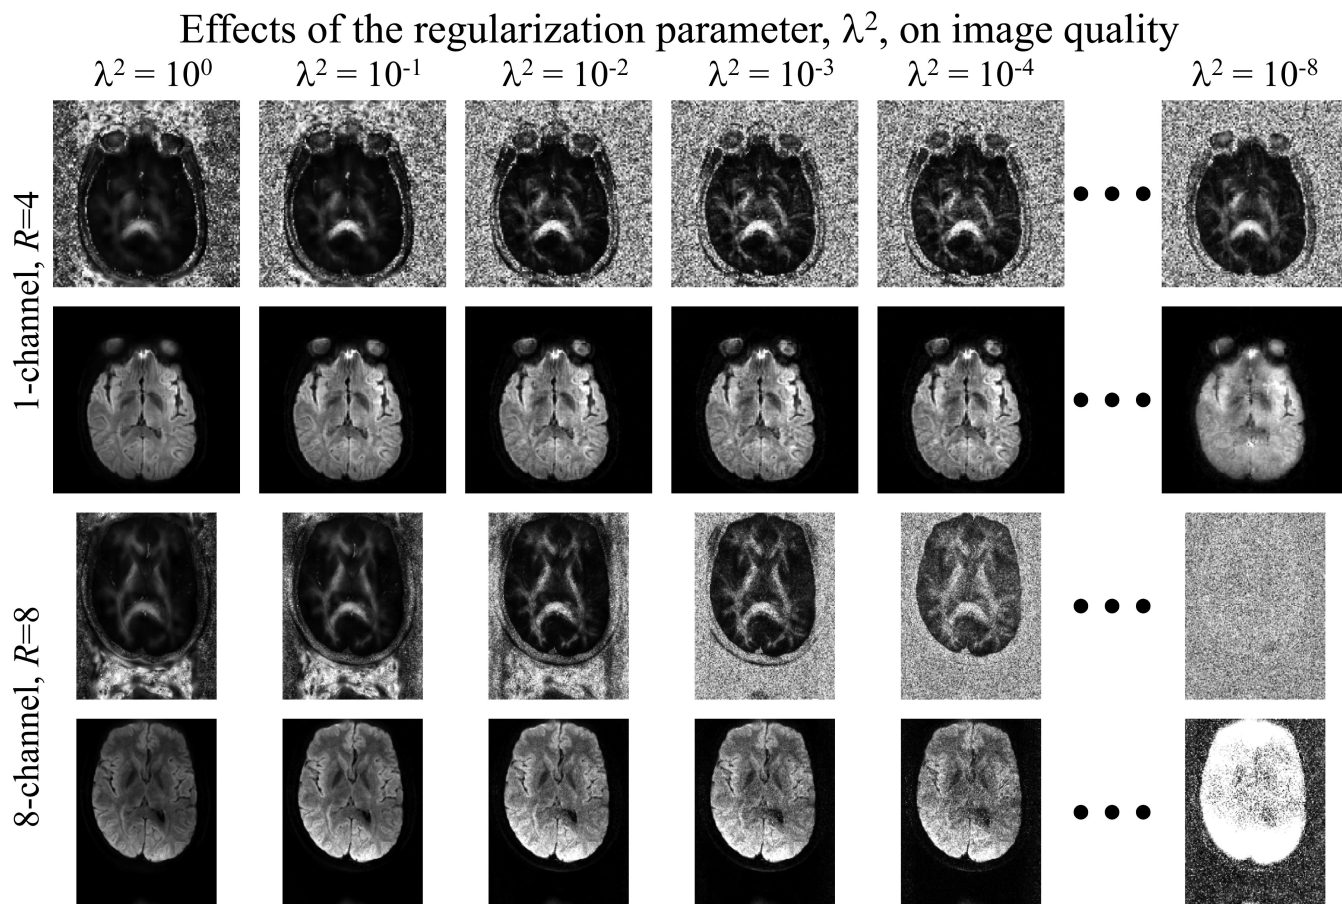 Effects of the regularization parameter, λ², on image quality
λ² = 10⁰ λ² = 10⁻¹ λ² = 10⁻² λ² = 10⁻³ λ² = 10⁻⁴ λ² = 10⁻⁸
1-channel, R=4
8-channel, R=8